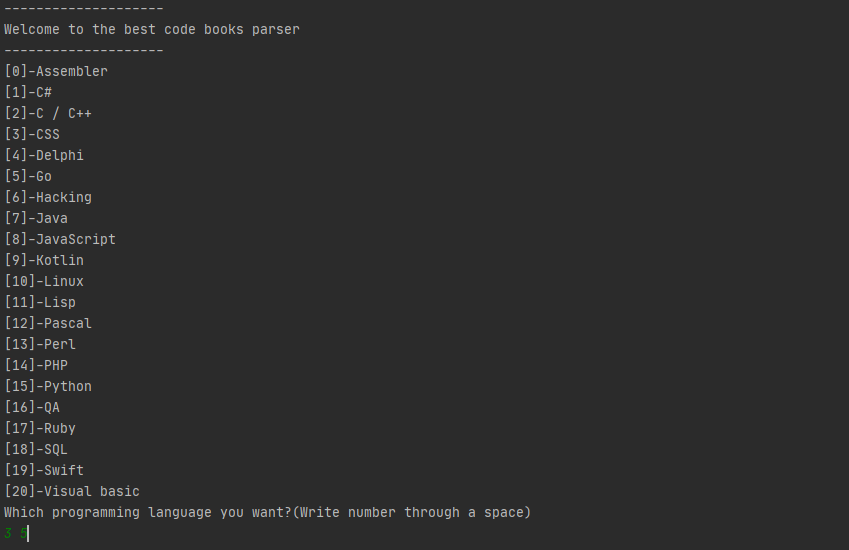 --------------------
Welcome to the best code books parser
--------------------
[0]-Assembler
[1]-C#
[2]-C / C++
[3]-CSS
[4]-Delphi
[5]-Go
[6]-Hacking
[7]-Java
[8]-JavaScript
[9]-Kotlin
[10]-Linux
[11]-Lisp
[12]-Pascal
[13]-Perl
[14]-PHP
[15]-Python
[16]-QA
[17]-Ruby
[18]-SQL
[19]-Swift
[20]-Visual basic
Which programming language you want?(Write number through a space)
3 5